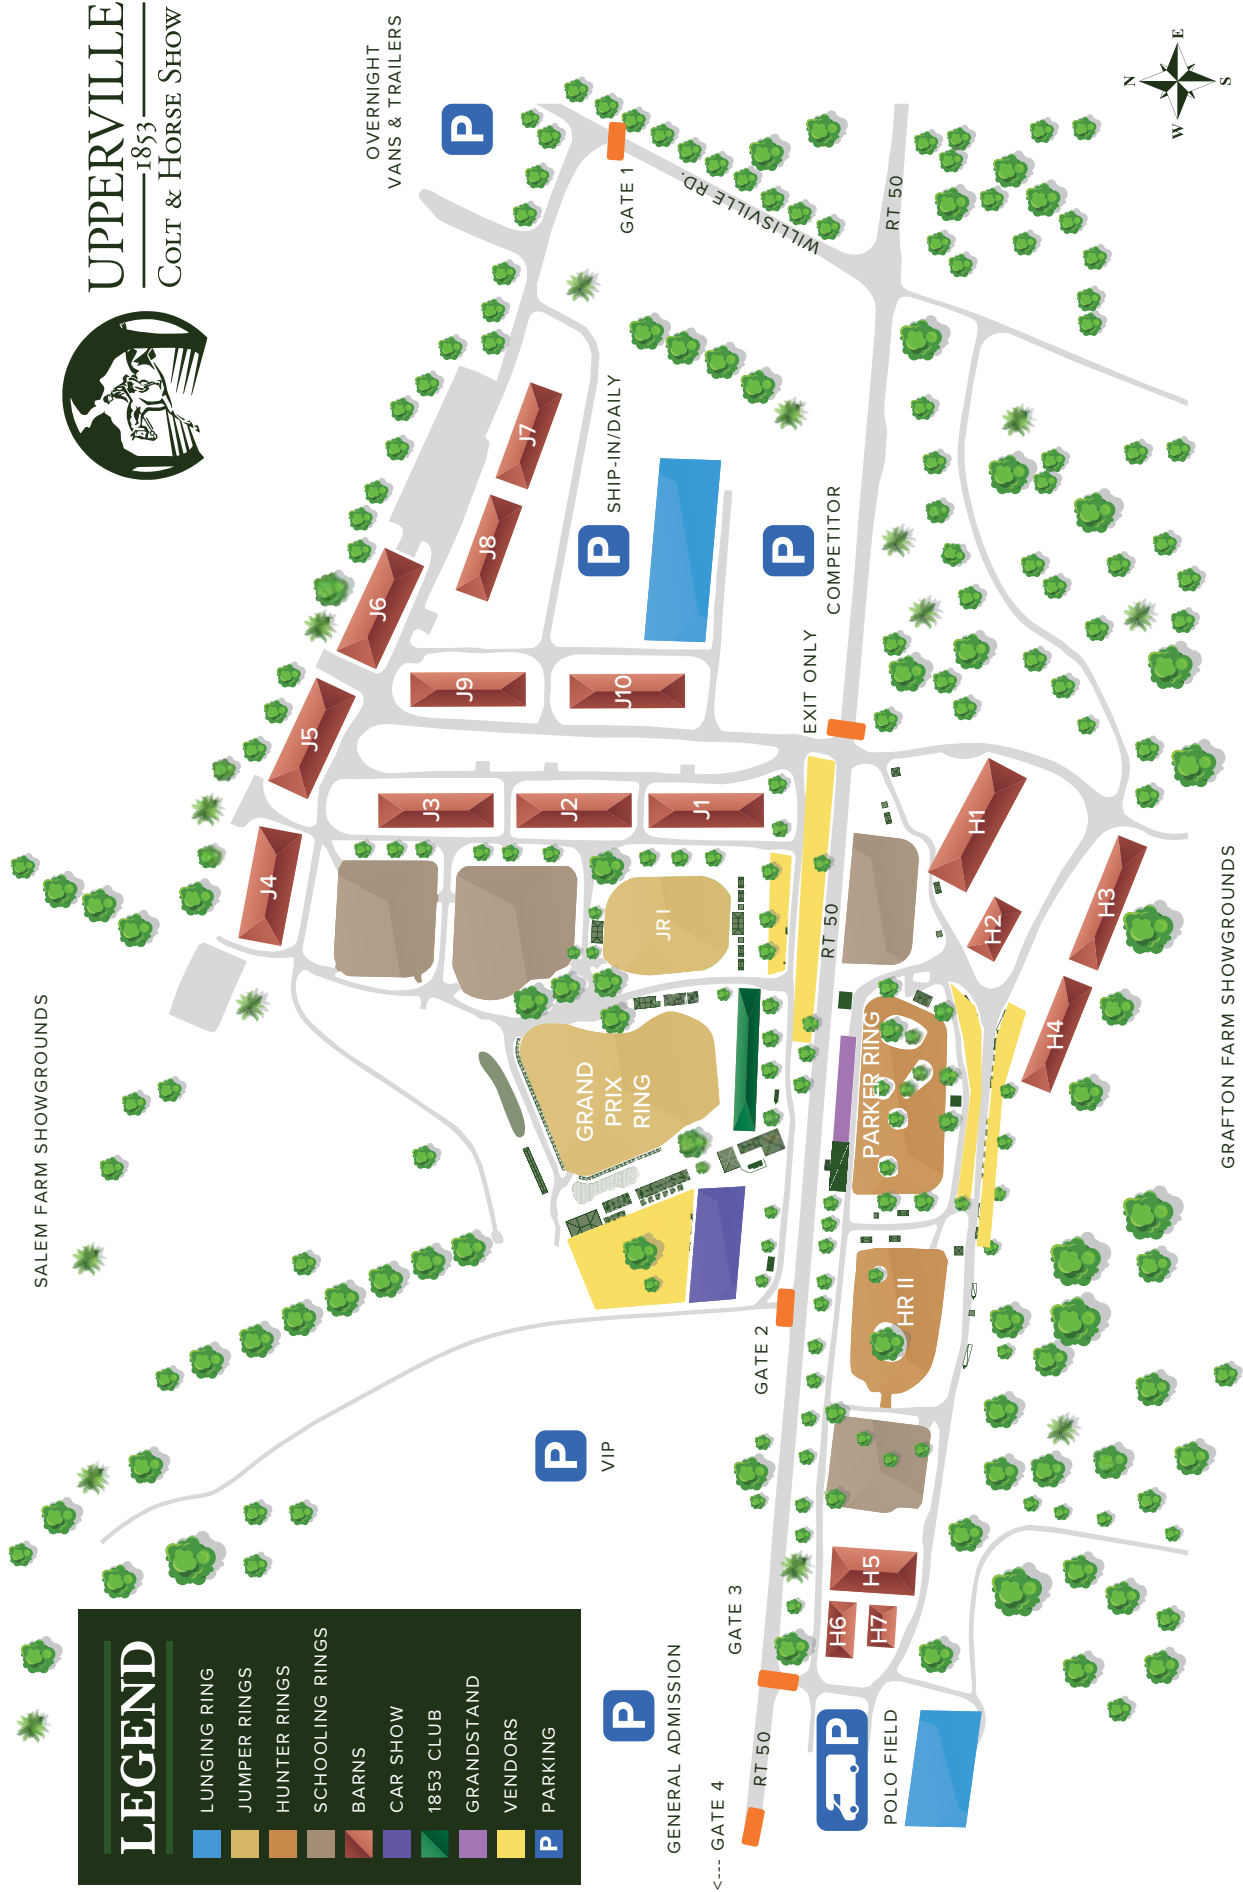 UPPERVILLE
1853
COLT & HORSE SHOW
N
E
S
W
OVERNIGHT
VANS & TRAILERS
P
GATE 1
WILLISVILLE RD.
RT 50
SHIP-IN/DAILY
P
P
COMPETITOR
EXIT ONLY
J7
J8
J6
J5
J9
J10
J4
J3
J2
J1
JR I
RT 50
H1
H2
H3
H4
GRAND
PRIX
RING
PARKER RING
HR II
GATE 2
P
VIP
SALEM FARM SHOWGROUNDS
GRAFTON FARM SHOWGROUNDS
H5
H6
H7
GATE 3
P
GENERAL ADMISSION
<--- GATE 4
RT 50
P
POLO FIELD
LEGEND
LUNGING RING
JUMPER RINGS
HUNTER RINGS
SCHOOLING RINGS
BARNS
CAR SHOW
1853 CLUB
GRANDSTAND
VENDORS
P PARKING